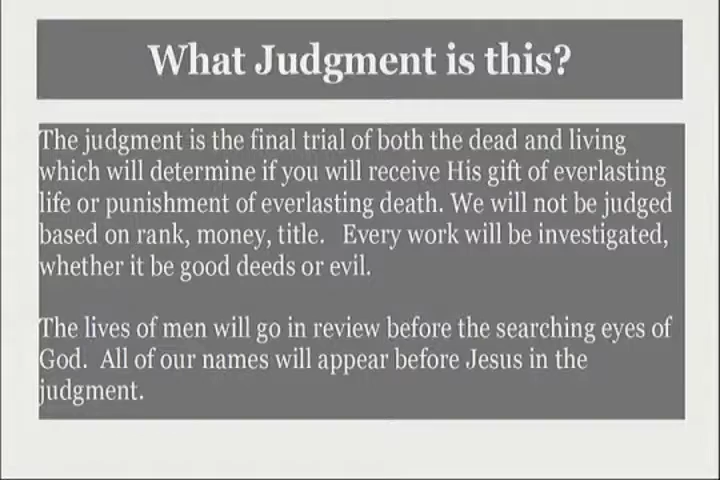 What Judgment is this?
The judgment is the final trial of both the dead and living
which will determine if you will receive His gift of everlasting
life or punishment of everlasting death. We will not be judged
based on rank, money, title.   Every work will be investigated,
whether it be good deeds or evil.
The lives of men will go in review before the searching eyes of
God.  All of our names will appear before Jesus in the
judgment.